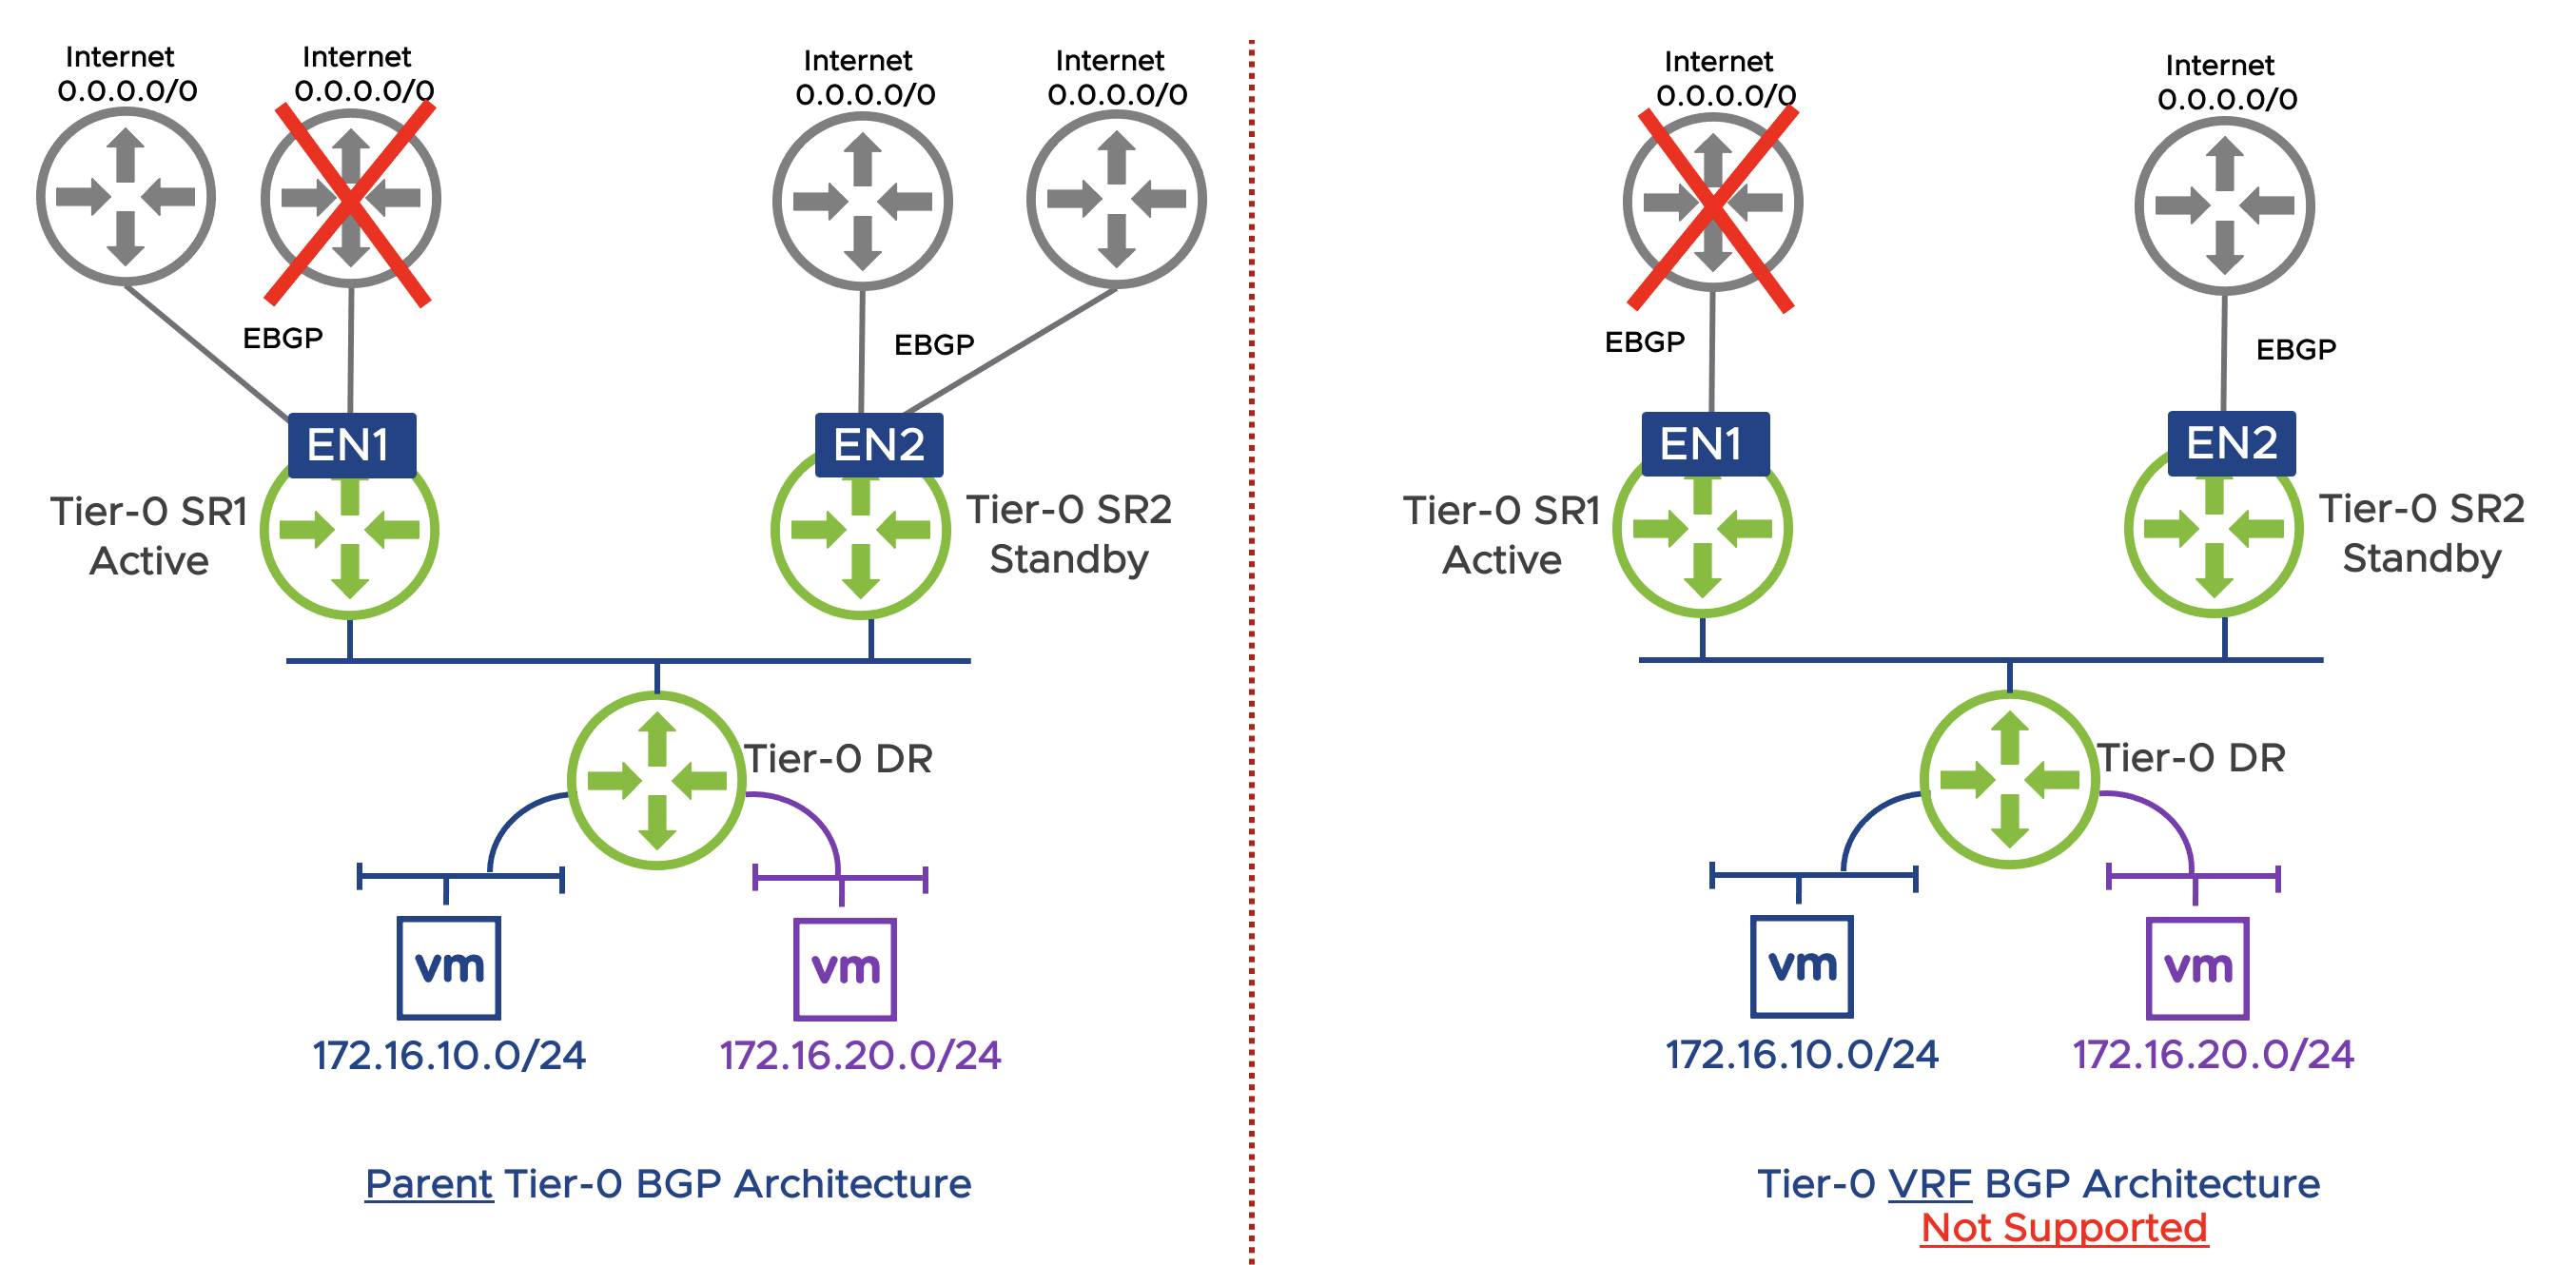 Internet
0.0.0.0/0
Internet
0.0.0.0/0
Internet
0.0.0.0/0
Internet
0.0.0.0/0
EBGP
EBGP
EN1
EN2
Tier-0 SR1
Active
Tier-0 SR2
Standby
Tier-0 DR
vm
vm
172.16.10.0/24
172.16.20.0/24
Parent Tier-0 BGP Architecture
Internet
0.0.0.0/0
Internet
0.0.0.0/0
EBGP
EBGP
EN1
EN2
Tier-0 SR1
Active
Tier-0 SR2
Standby
Tier-0 DR
vm
vm
172.16.10.0/24
172.16.20.0/24
Tier-0 VRF BGP Architecture
Not Supported